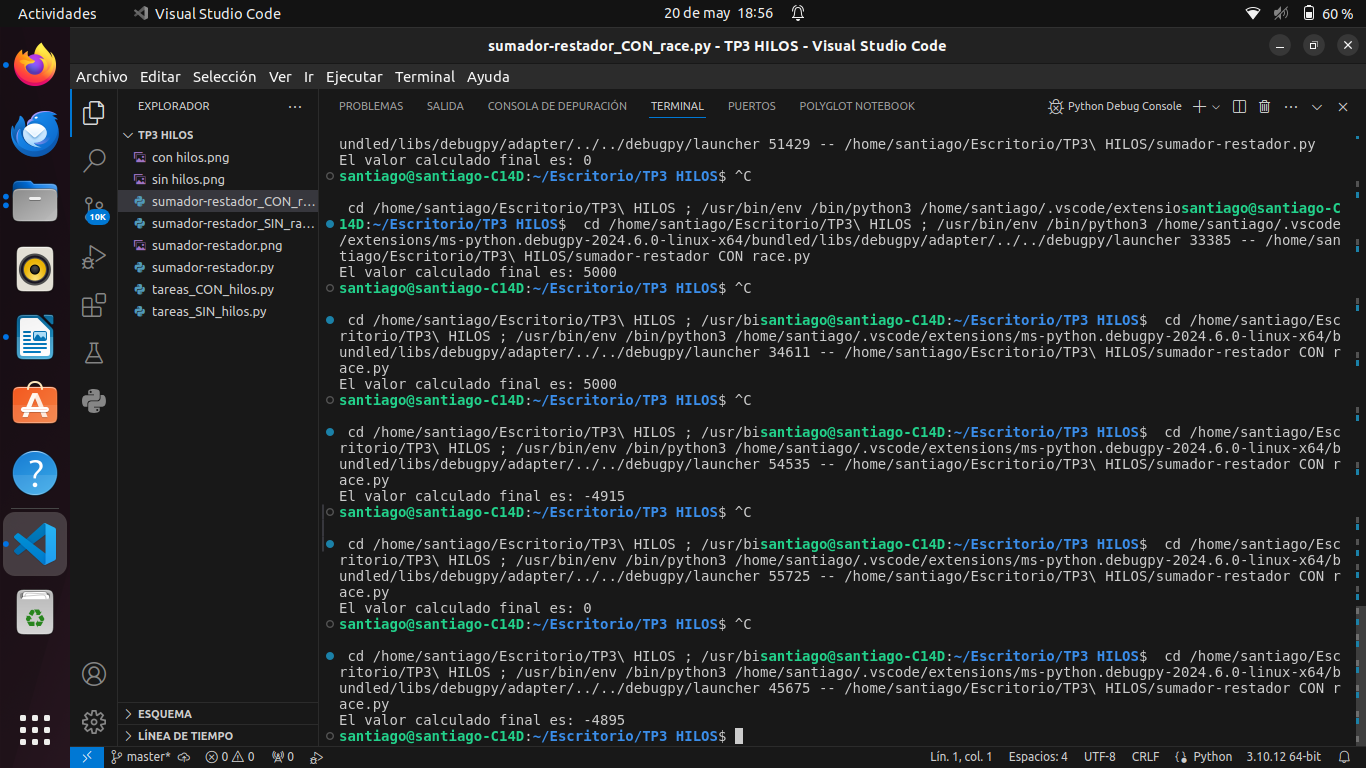 Actividades
Visual Studio Code
20 de may 18:56
60 %
sumador-restador_CON_race.py - TP3 HILOS - Visual Studio Code
Archivo Editar Selección Ver Ir Ejecutar Terminal Ayuda
EXPLORADOR
TP3 HILOS
con hilos.png
sin hilos.png
sumador-restador_CON_r...
sumador-restador_SIN_ra...
sumador-restador.png
sumador-restador.py
tareas_CON_hilos.py
tareas_SIN_hilos.py
10K
ESQUEMA
LÍNEA DE TIEMPO
PROBLEMAS SALIDA CONSOLA DE DEPURACIÓN TERMINAL PUERTOS POLYGLOT NOTEBOOK
Python Debug Console
undled/libs/debugpy/adapter/../../debugpy/launcher 51429 -- /home/santiago/Escritorio/TP3\ HILOS/sumador-restador.py
El valor calculado final es: 0
santiago@santiago-C14D:~/Escritorio/TP3 HILOS$ ^C
cd /home/santiago/Escritorio/TP3\ HILOS ; /usr/bin/env /bin/python3 /home/santiago/.vscode/extensiosantiago@santiago-C
14D:~/Escritorio/TP3 HILOS$ cd /home/santiago/Escritorio/TP3\ HILOS ; /usr/bin/env /bin/python3 /home/santiago/.vscode
/extensions/ms-python.debugpy-2024.6.0-linux-x64/bundled/libs/debugpy/adapter/../../debugpy/launcher 33385 -- /home/san
tiago/Escritorio/TP3\ HILOS/sumador-restador CON race.py
El valor calculado final es: 5000
santiago@santiago-C14D:~/Escritorio/TP3 HILOS$ ^C
cd /home/santiago/Escritorio/TP3\ HILOS ; /usr/bisantiago@santiago-C14D:~/Escritorio/TP3 HILOS$ cd /home/santiago/Esc
ritorio/TP3\ HILOS ; /usr/bin/env /bin/python3 /home/santiago/.vscode/extensions/ms-python.debugpy-2024.6.0-linux-x64/b
undled/libs/debugpy/adapter/../../debugpy/launcher 34611 -- /home/santiago/Escritorio/TP3\ HILOS/sumador-restador CON r
ace.py
El valor calculado final es: 5000
santiago@santiago-C14D:~/Escritorio/TP3 HILOS$ ^C
cd /home/santiago/Escritorio/TP3\ HILOS ; /usr/bisantiago@santiago-C14D:~/Escritorio/TP3 HILOS$ cd /home/santiago/Esc
ritorio/TP3\ HILOS ; /usr/bin/env /bin/python3 /home/santiago/.vscode/extensions/ms-python.debugpy-2024.6.0-linux-x64/b
undled/libs/debugpy/adapter/../../debugpy/launcher 54535 -- /home/santiago/Escritorio/TP3\ HILOS/sumador-restador CON r
ace.py
El valor calculado final es: -4915
santiago@santiago-C14D:~/Escritorio/TP3 HILOS$ ^C
cd /home/santiago/Escritorio/TP3\ HILOS ; /usr/bisantiago@santiago-C14D:~/Escritorio/TP3 HILOS$ cd /home/santiago/Esc
ritorio/TP3\ HILOS ; /usr/bin/env /bin/python3 /home/santiago/.vscode/extensions/ms-python.debugpy-2024.6.0-linux-x64/b
undled/libs/debugpy/adapter/../../debugpy/launcher 55725 -- /home/santiago/Escritorio/TP3\ HILOS/sumador-restador CON r
ace.py
El valor calculado final es: 0
santiago@santiago-C14D:~/Escritorio/TP3 HILOS$ ^C
cd /home/santiago/Escritorio/TP3\ HILOS ; /usr/bisantiago@santiago-C14D:~/Escritorio/TP3 HILOS$ cd /home/santiago/Esc
ritorio/TP3\ HILOS ; /usr/bin/env /bin/python3 /home/santiago/.vscode/extensions/ms-python.debugpy-2024.6.0-linux-x64/b
undled/libs/debugpy/adapter/../../debugpy/launcher 45675 -- /home/santiago/Escritorio/TP3\ HILOS/sumador-restador CON r
ace.py
El valor calculado final es: -4895
santiago@santiago-C14D:~/Escritorio/TP3 HILOS$
master* 0 0 0
Lín. 1, col. 1 Espacios: 4 UTF-8 CRLF Python 3.10.12 64-bit